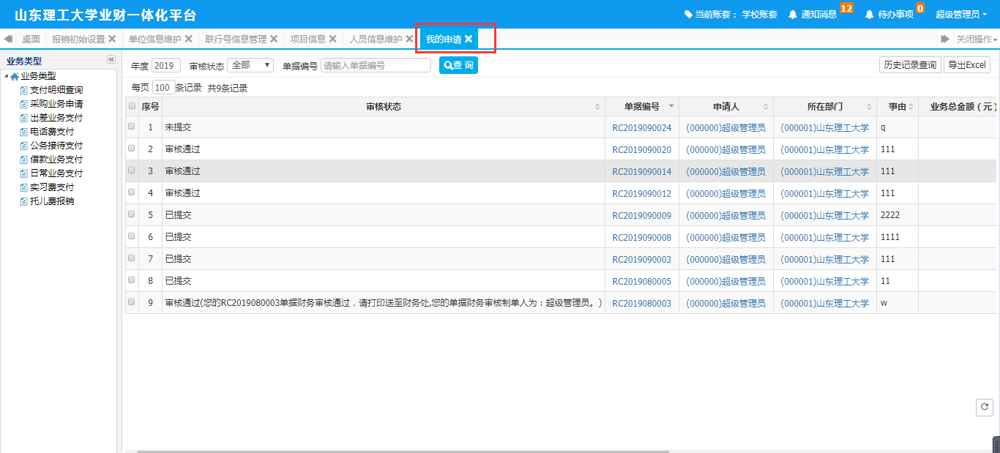 山东理工大学业财一体化平台 当前账套： 学校账套 通知消息 12 待办事项 0 超级管理员
桌面 报销初始设置 单位信息维护 联行号信息管理 项目信息 人员信息维护 我的申请 关闭操作
业务类型
业务类型
支付明细查询
采购业务申请
出差业务支付
电话费支付
公务接待支付
借款业务支付
日常业务支付
实习费支付
托儿费报销
年度 2019 审核状态 全部 单据编号 请输入单据编号 查 询 历史记录查询 导出Excel
每页 100 条记录 共9条记录
序号 审核状态 单据编号 申请人 所在部门 事由 业务总金额（元）
1 未提交 RC2019090024 (000000)超级管理员 (000001)山东理工大学 q
2 审核通过 RC2019090020 (000000)超级管理员 (000001)山东理工大学 111
3 审核通过 RC2019090014 (000000)超级管理员 (000001)山东理工大学 111
4 审核通过 RC2019090012 (000000)超级管理员 (000001)山东理工大学 111
5 已提交 RC2019090009 (000000)超级管理员 (000001)山东理工大学 2222
6 已提交 RC2019090008 (000000)超级管理员 (000001)山东理工大学 1111
7 已提交 RC2019090003 (000000)超级管理员 (000001)山东理工大学 111
8 已提交 RC2019080005 (000000)超级管理员 (000001)山东理工大学 11
9 审核通过(您的RC2019080003单据财务审核通过，请打印送至财务处,您的单据财务审核制单人为：超级管理员。) RC2019080003 (000000)超级管理员 (000001)山东理工大学 w